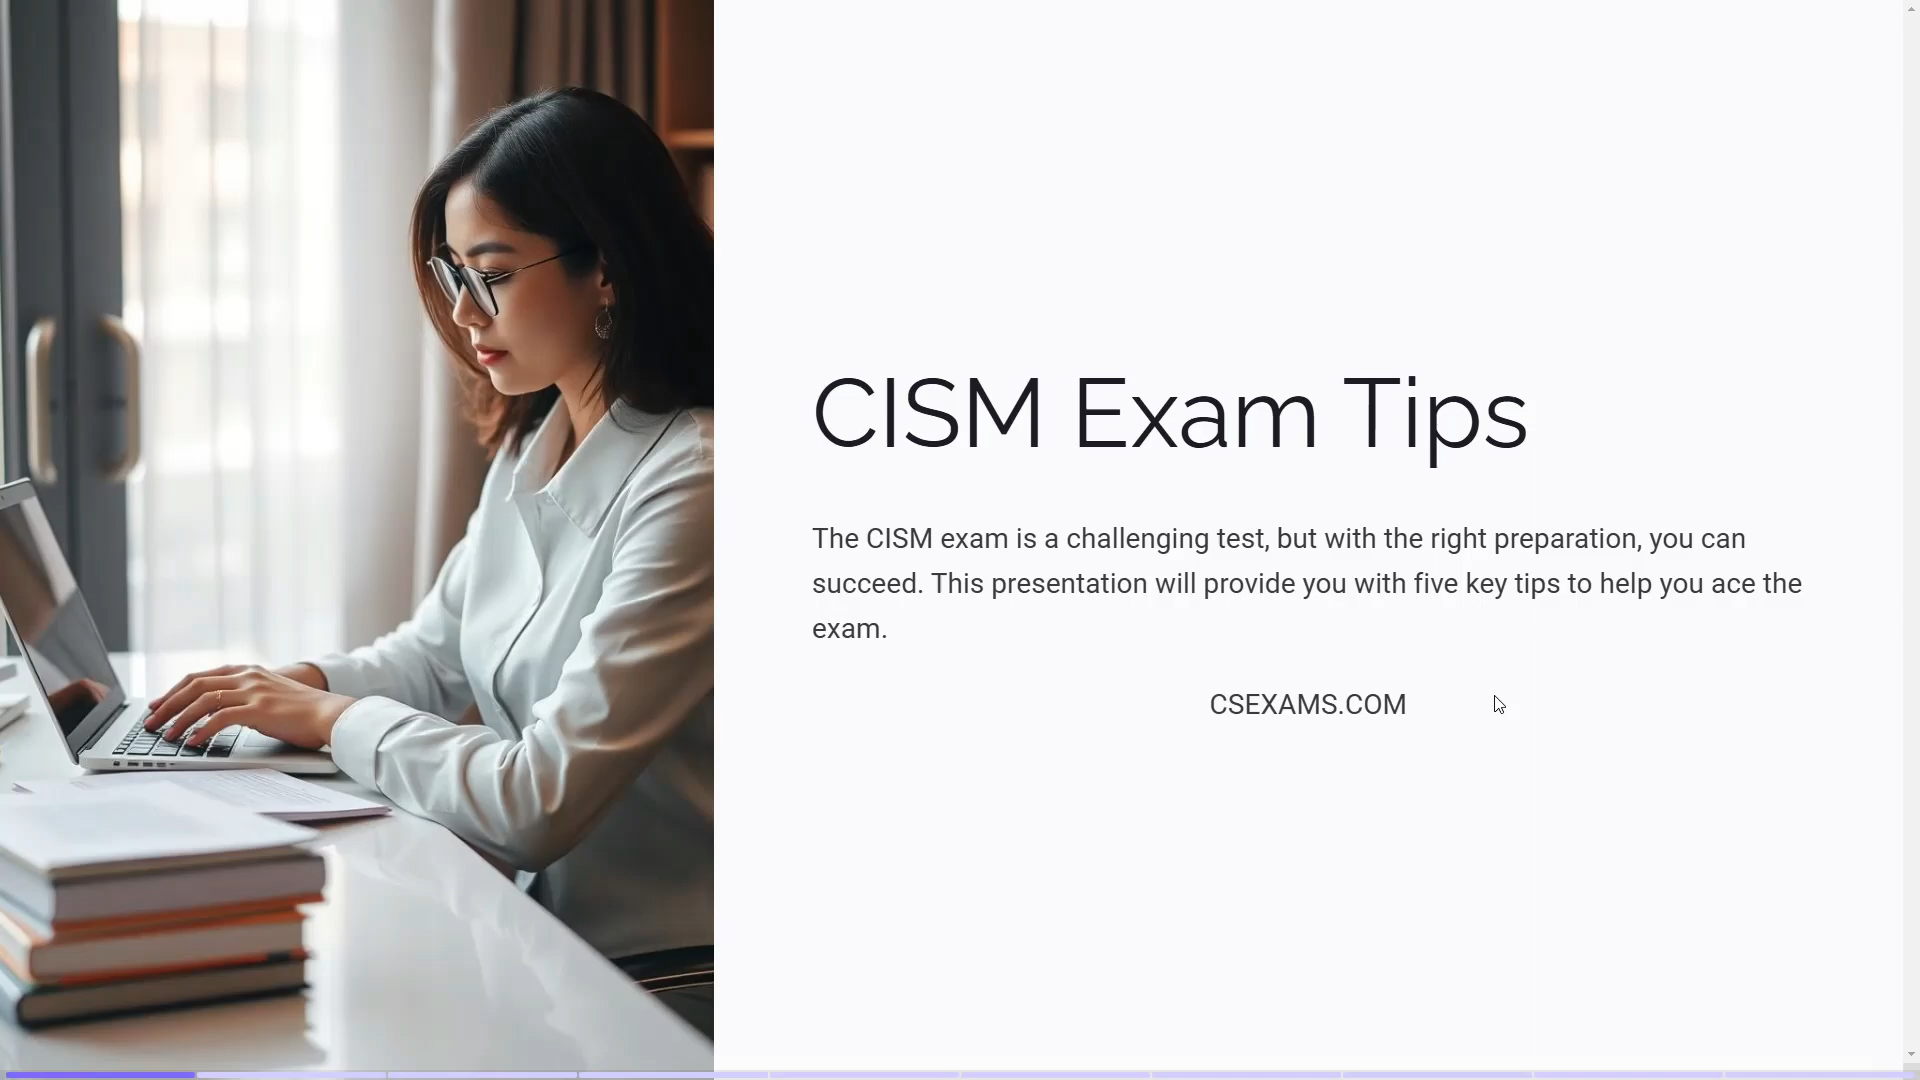 CISM Exam Tips
The CISM exam is a challenging test, but with the right preparation, you can
succeed. This presentation will provide you with five key tips to help you ace the
exam.
CSEXAMS.COM